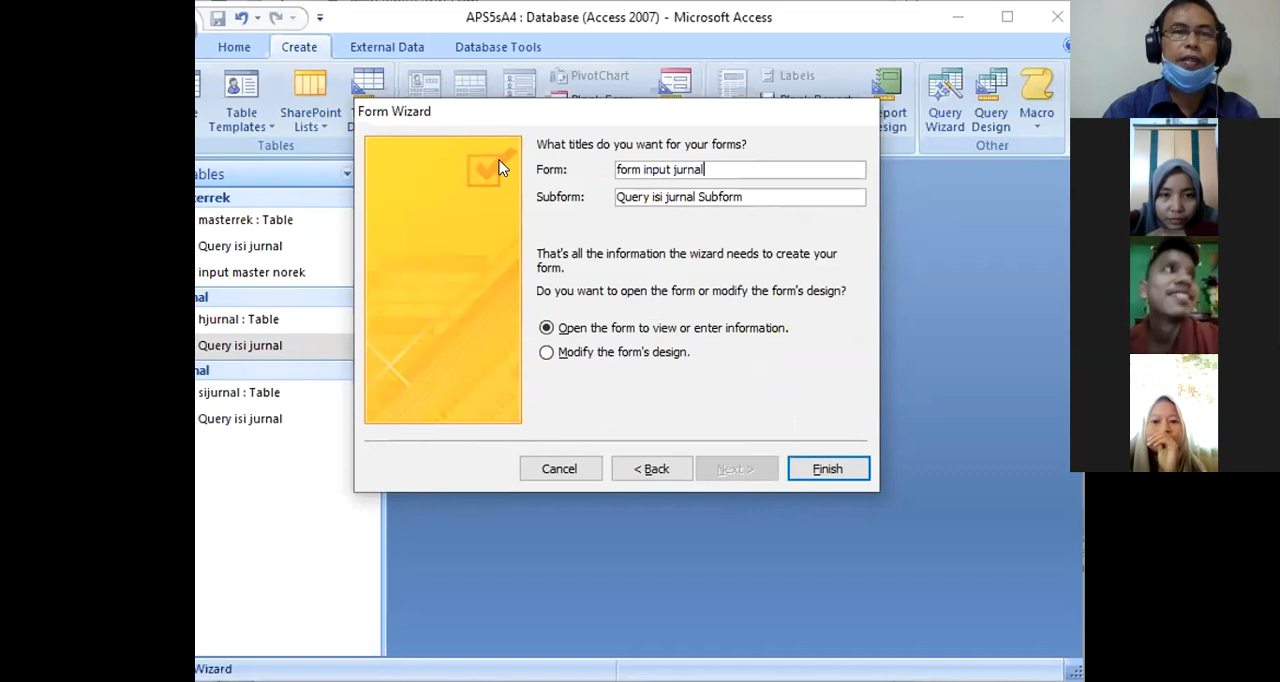 APS5sA4 : Database (Access 2007) - Microsoft Access
Home Create External Data Database Tools
Table Templates
SharePoint Lists
Tables
PivotChart
Labels
Query Wizard
Query Design
Macro
Other
masterrek : Table
Query isi jurnal
input master norek
hjurnal : Table
Query isi jurnal
sijurnal : Table
Query isi jurnal
Form Wizard
What titles do you want for your forms?
Form: form input jurnal
Subform: Query isi jurnal Subform
That's all the information the wizard needs to create your
form.
Do you want to open the form or modify the form's design?
Open the form to view or enter information.
Modify the form's design.
Cancel < Back Next > Finish
Wizard